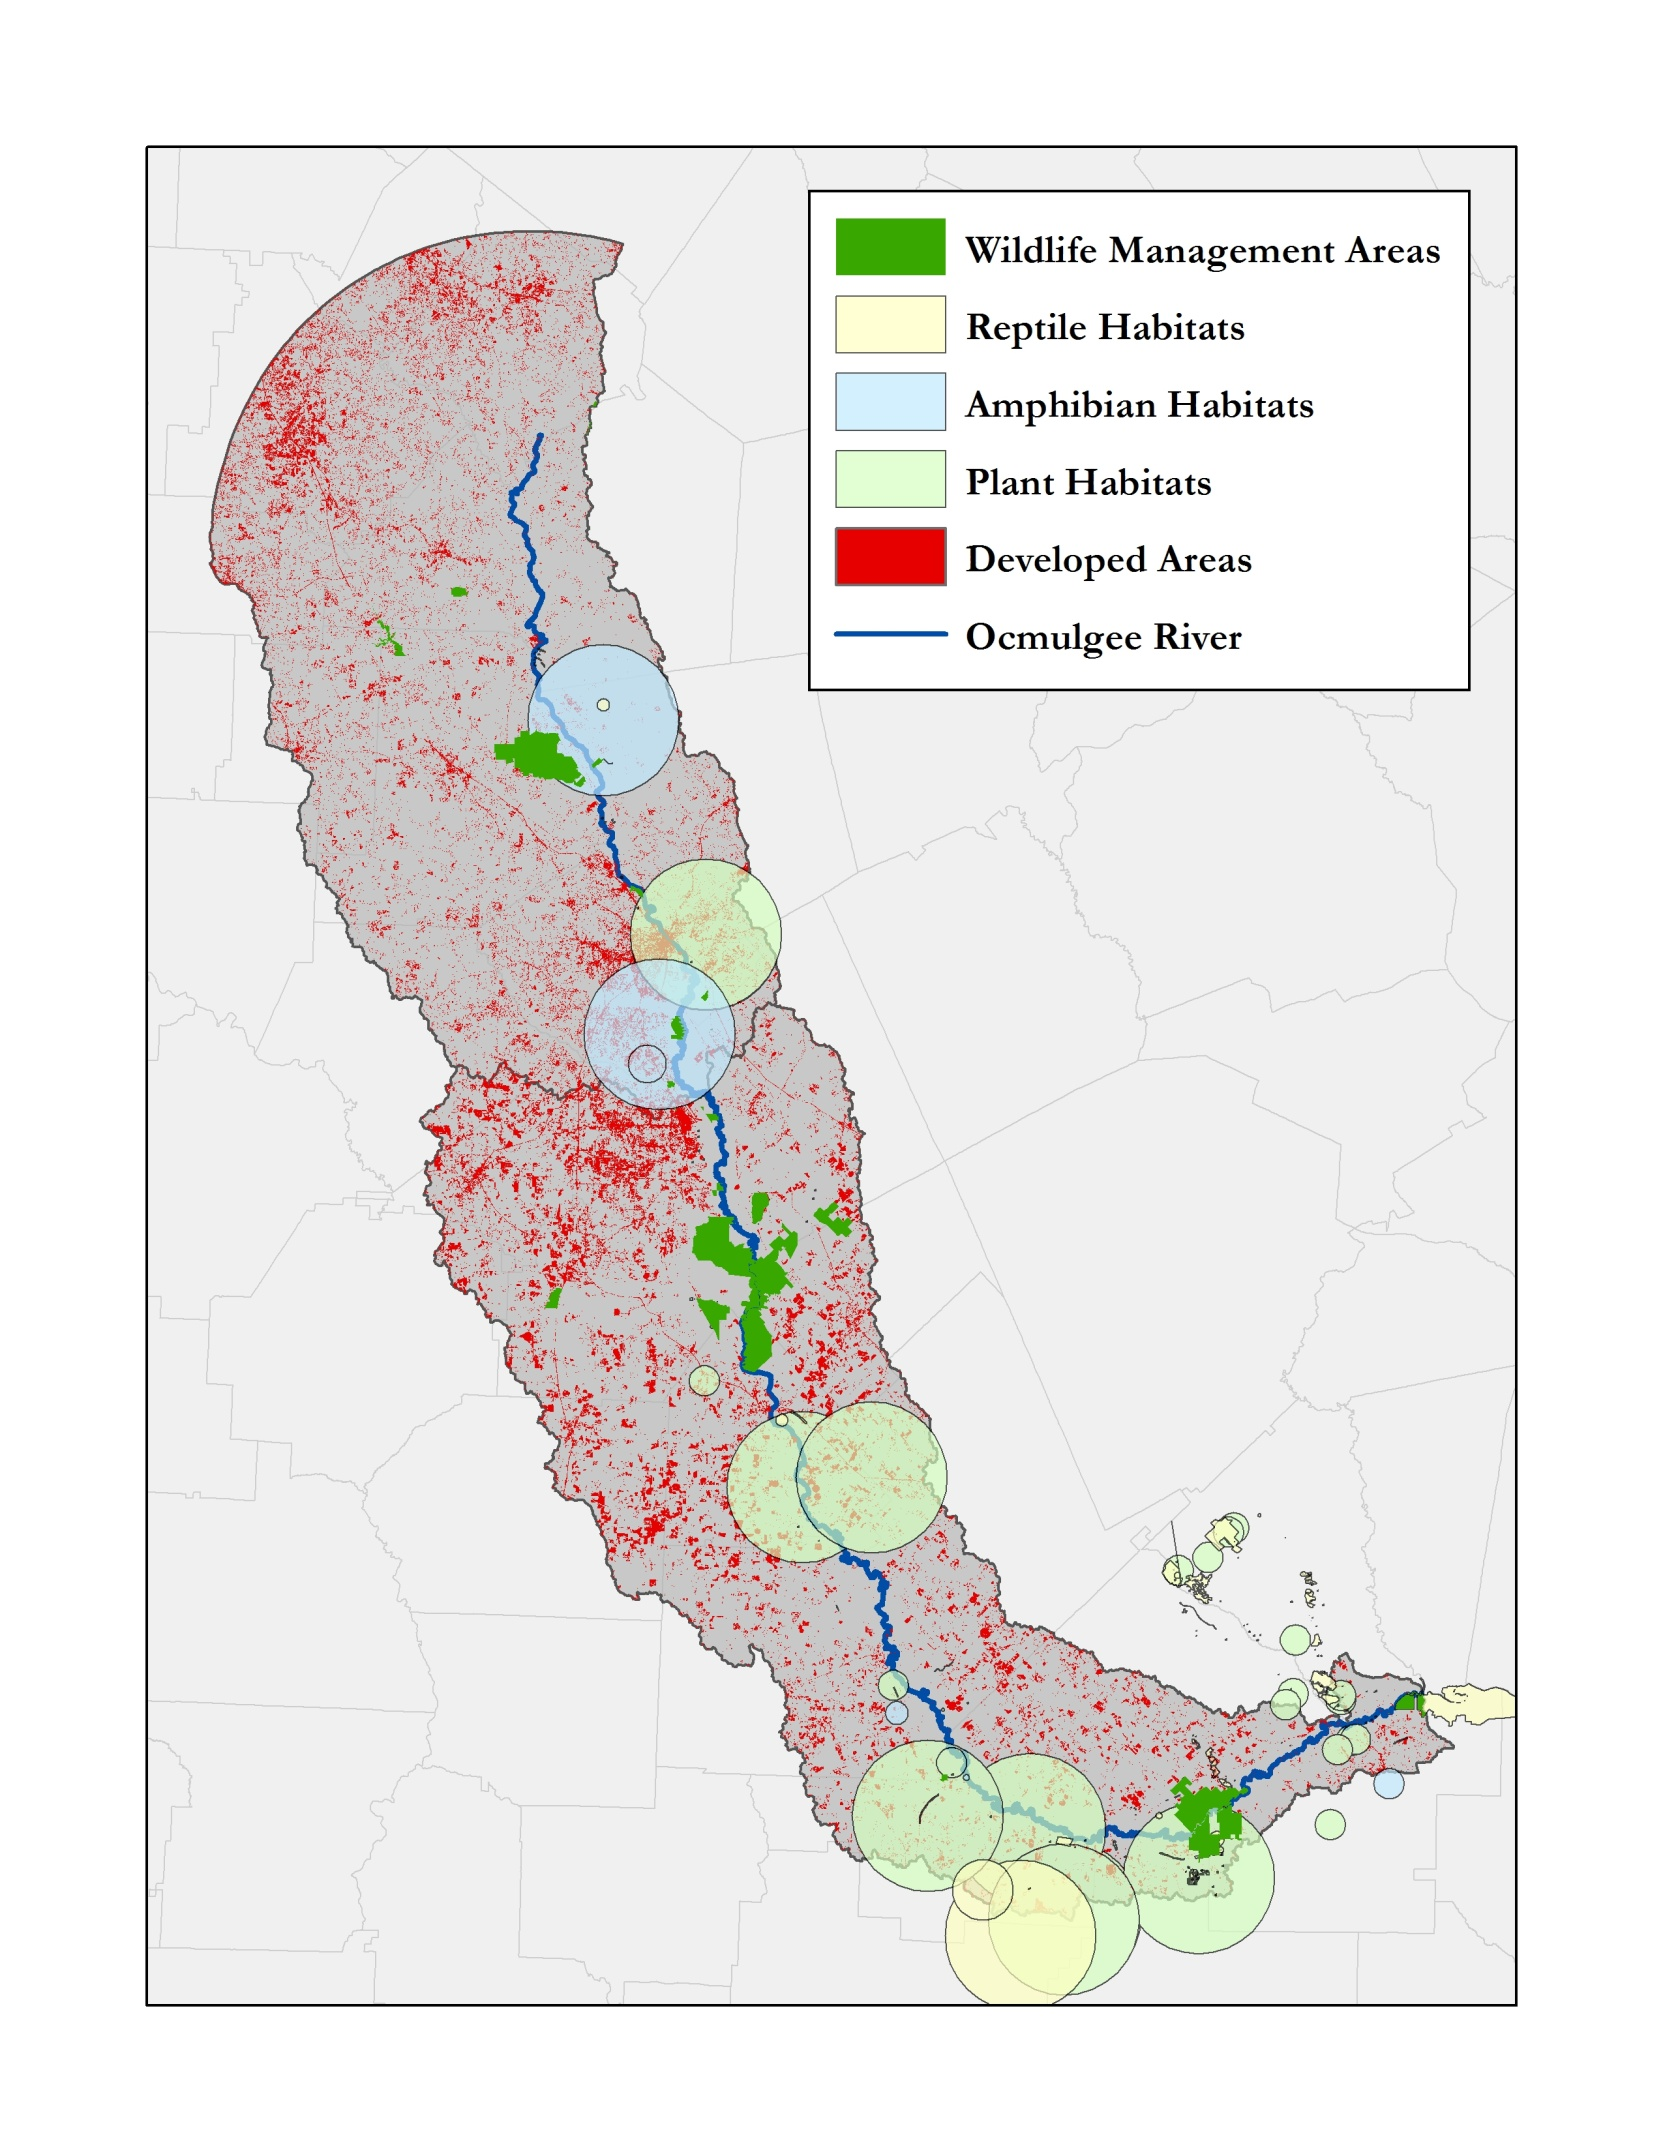 Wildlife Management Areas
Reptile Habitats
Amphibian Habitats
Plant Habitats
Developed Areas
Ocmulgee River